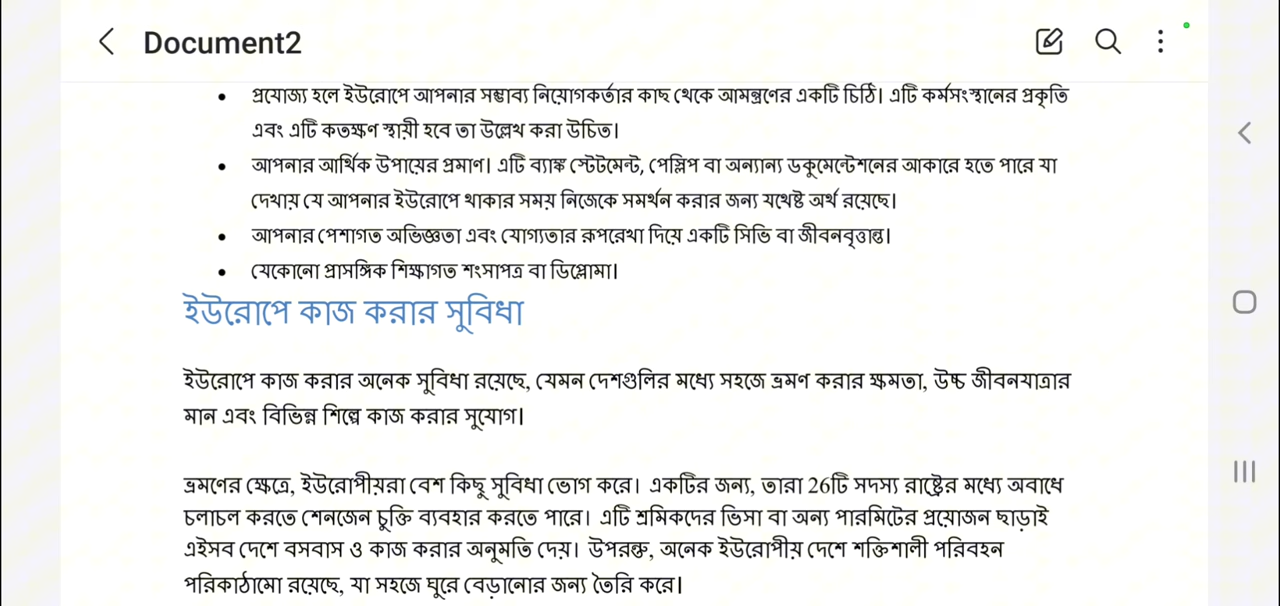 Document2
প্রযোজ্য হলে ইউরোপে আপনার সম্ভাব্য নিয়োগকর্তার কাছ থেকে আমন্ত্রণের একটি চিঠি। এটি কর্মসংস্থানের প্রকৃতি
এবং এটি কতক্ষণ স্থায়ী হবে তা উল্লেখ করা উচিত।
আপনার আর্থিক উপায়ের প্রমাণ। এটি ব্যাঙ্ক স্টেটমেন্ট, পেস্লিপ বা অন্যান্য ডকুমেন্টেশনের আকারে হতে পারে যা
দেখায় যে আপনার ইউরোপে থাকার সময় নিজেকে সমর্থন করার জন্য যথেষ্ট অর্থ রয়েছে।
আপনার পেশাগত অভিজ্ঞতা এবং যোগ্যতার রূপরেখা দিয়ে একটি সিভি বা জীবনবৃত্তান্ত।
যেকোনো প্রাসঙ্গিক শিক্ষাগত শংসাপত্র বা ডিপ্লোমা।
ইউরোপে কাজ করার সুবিধা
ইউরোপে কাজ করার অনেক সুবিধা রয়েছে, যেমন দেশগুলির মধ্যে সহজে ভ্রমণ করার ক্ষমতা, উচ্চ জীবনযাত্রার
মান এবং বিভিন্ন শিল্পে কাজ করার সুযোগ।
ভ্রমণের ক্ষেত্রে, ইউরোপীয়রা বেশ কিছু সুবিধা ভোগ করে। একটির জন্য, তারা 26টি সদস্য রাষ্ট্রের মধ্যে অবাধে
চলাচল করতে শেনজেন চুক্তি ব্যবহার করতে পারে। এটি শ্রমিকদের ভিসা বা অন্য পারমিটের প্রয়োজন ছাড়াই
এইসব দেশে বসবাস ও কাজ করার অনুমতি দেয়। উপরন্তু, অনেক ইউরোপীয় দেশে শক্তিশালী পরিবহন
পরিকাঠামো রয়েছে, যা সহজে ঘুরে বেড়ানোর জন্য তৈরি করে।